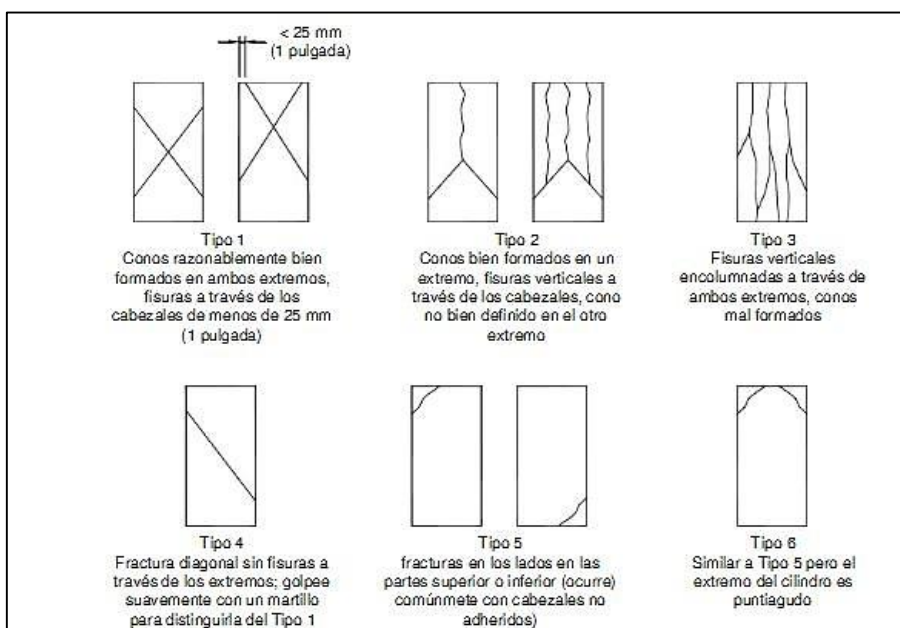 < 25 mm
(1 pulgada)
Tipo 1
Conos razonablemente bien
formados en ambos extremos,
fisuras a través de los
cabezales de menos de 25 mm
(1 pulgada)
Tipo 2
Conos bien formados en un
extremo, fisuras verticales a
través de los cabezales, cono
no bien definido en el otro
extremo
Tipo 3
Fisuras verticales
encolumnadas a través de
ambos extremos, conos
mal formados
Tipo 4
Fractura diagonal sin fisuras a
través de los extremos; golpee
suavemente con un martillo
para distinguirla del Tipo 1
Tipo 5
fracturas en los lados en las
partes superior o inferior (ocurre)
comúnmete con cabezales no
adheridos)
Tipo 6
Similar a Tipo 5 pero el
extremo del cilindro es
puntiagudo